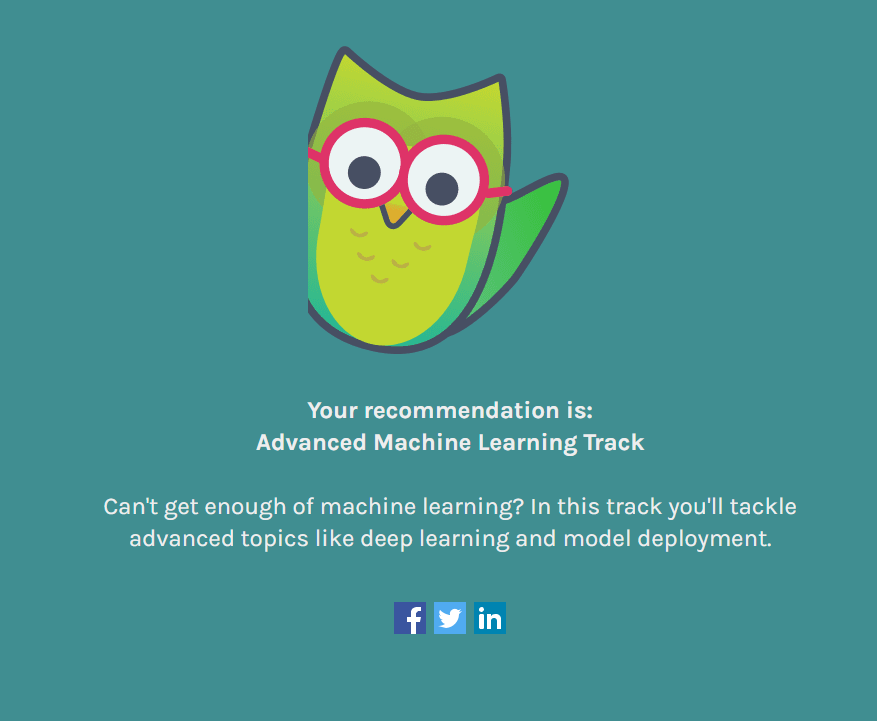 Your recommendation is:
Advanced Machine Learning Track
Can't get enough of machine learning? In this track you'll tackle
advanced topics like deep learning and model deployment.
f
in